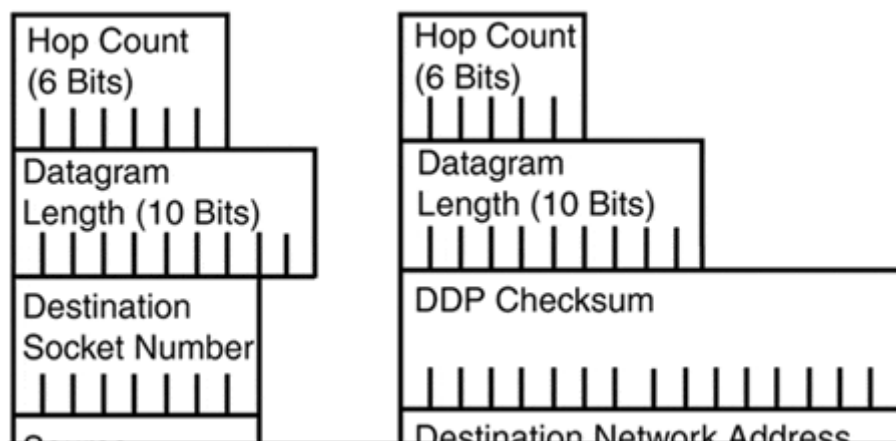 Hop Count
(6 Bits)
Datagram
Length (10 Bits)
Destination
Socket Number
Source
Hop Count
(6 Bits)
Datagram
Length (10 Bits)
DDP Checksum
Destination Network Address